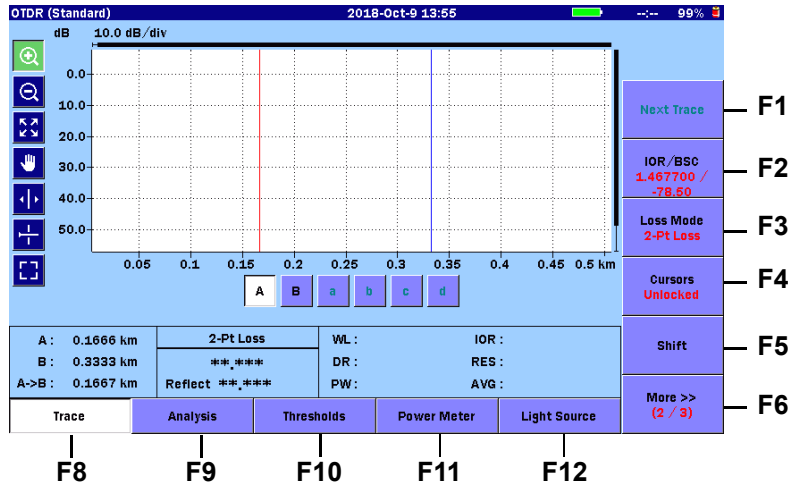 OTDR (Standard) 2018-Oct-9 13:55 --:-- 99%
dB 10.0 dB/div
0.0
10.0
20.0
30.0
40.0
50.0
0.05 0.1 0.15 0.2 0.25 0.3 0.35 0.4 0.45 0.5 km
A B a b c d
Next Trace F1
IOR/BSC
1.467700 /
-78.50
F2
Loss Mode
2-Pt Loss
F3
Cursors
Unlocked
F4
Shift F5
More >>
(2 / 3)
F6
A : 0.1666 km 2-Pt Loss WL : IOR :
B : 0.3333 km **.*** DR : RES :
A->B : 0.1667 km Reflect **.*** PW : AVG :
Trace Analysis Thresholds Power Meter Light Source
F8 F9 F10 F11 F12